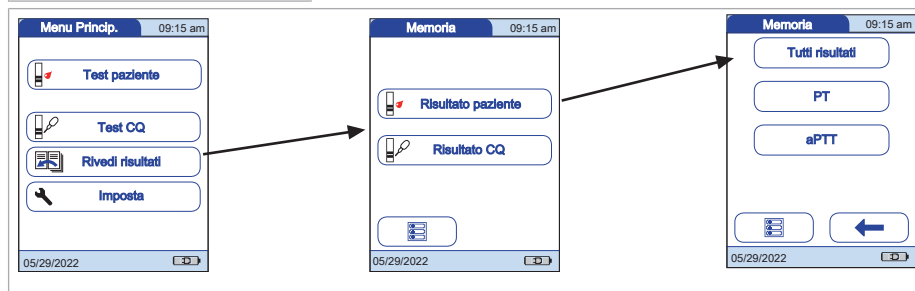 Menu Princip. 09:15 am
Test paziente
Test CQ
Rivedi risultati
Imposta
05/29/2022
Memoria 09:15 am
Risultato paziente
Risultato CQ
05/29/2022
Memoria 09:15 am
Tutti risultati
PT
aPTT
05/29/2022